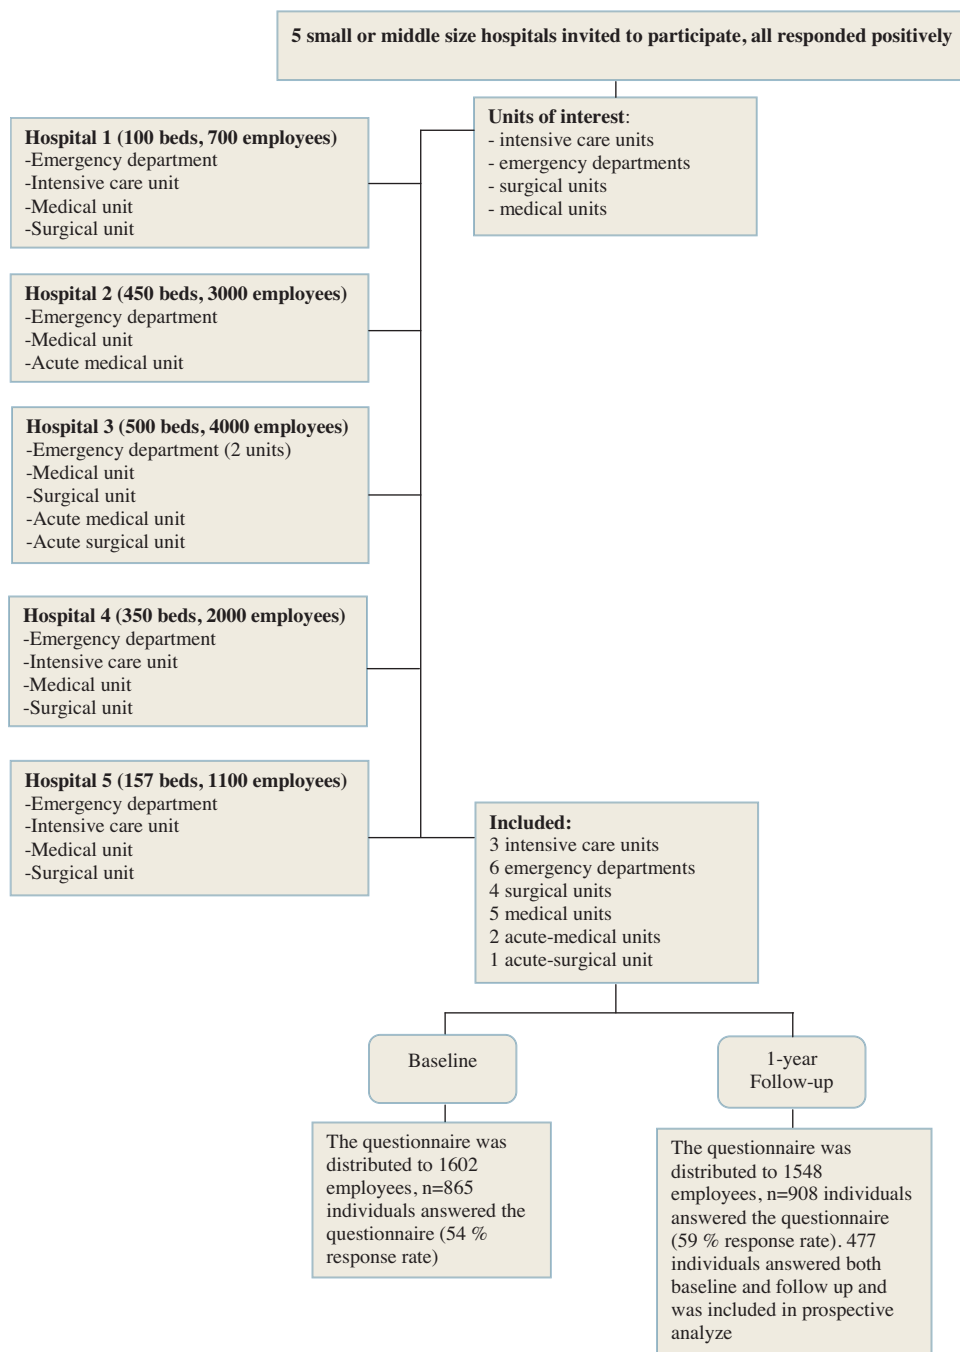 5 small or middle size hospitals invited to participate, all responded positively
Units of interest:
- intensive care units
- emergency departments
- surgical units
- medical units
Hospital 1 (100 beds, 700 employees)
-Emergency department
-Intensive care unit
-Medical unit
-Surgical unit
Hospital 2 (450 beds, 3000 employees)
-Emergency department
-Medical unit
-Acute medical unit
Hospital 3 (500 beds, 4000 employees)
-Emergency department (2 units)
-Medical unit
-Surgical unit
-Acute medical unit
-Acute surgical unit
Hospital 4 (350 beds, 2000 employees)
-Emergency department
-Intensive care unit
-Medical unit
-Surgical unit
Hospital 5 (157 beds, 1100 employees)
-Emergency department
-Intensive care unit
-Medical unit
-Surgical unit
Included:
3 intensive care units
6 emergency departments
4 surgical units
5 medical units
2 acute-medical units
1 acute-surgical unit
Baseline
The questionnaire was
distributed to 1602
employees, n=865
individuals answered the
questionnaire (54 %
response rate)
1-year
Follow-up
The questionnaire was
distributed to 1548
employees, n=908 individuals
answered the questionnaire
(59 % response rate). 477
individuals answered both
baseline and follow up and
was included in prospective
analyze